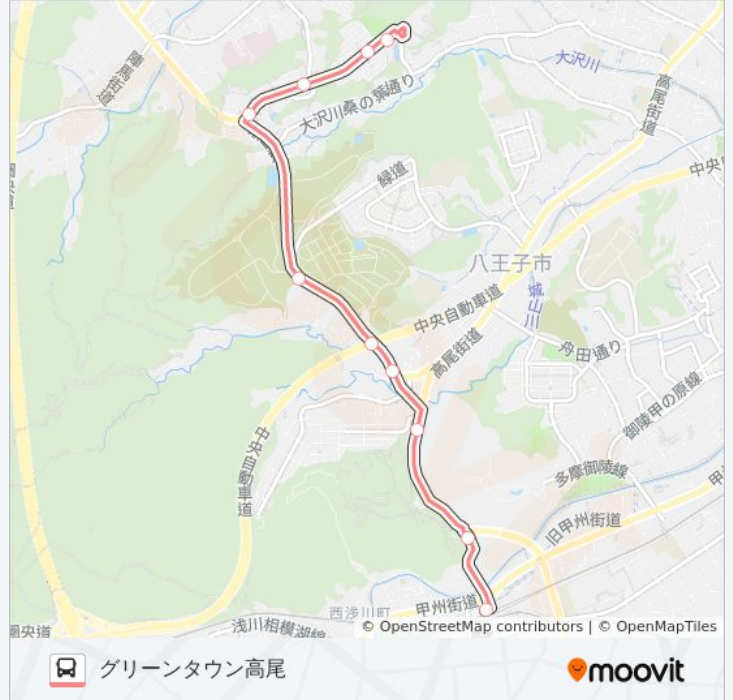 陣馬街道
大沢川
高尾街道
大沢川桑の葉通り
緑道
中央
八王子市
城山川
中央自動車道
舟田通り
高尾街道
御陵甲の原線
中央自動車道
多摩御陵線
旧甲州街道
甲州街道
西浅川町
浅川相模湖線
圏央道
© OpenStreetMap contributors | © OpenMapTiles
グリーンタウン高尾
moovit